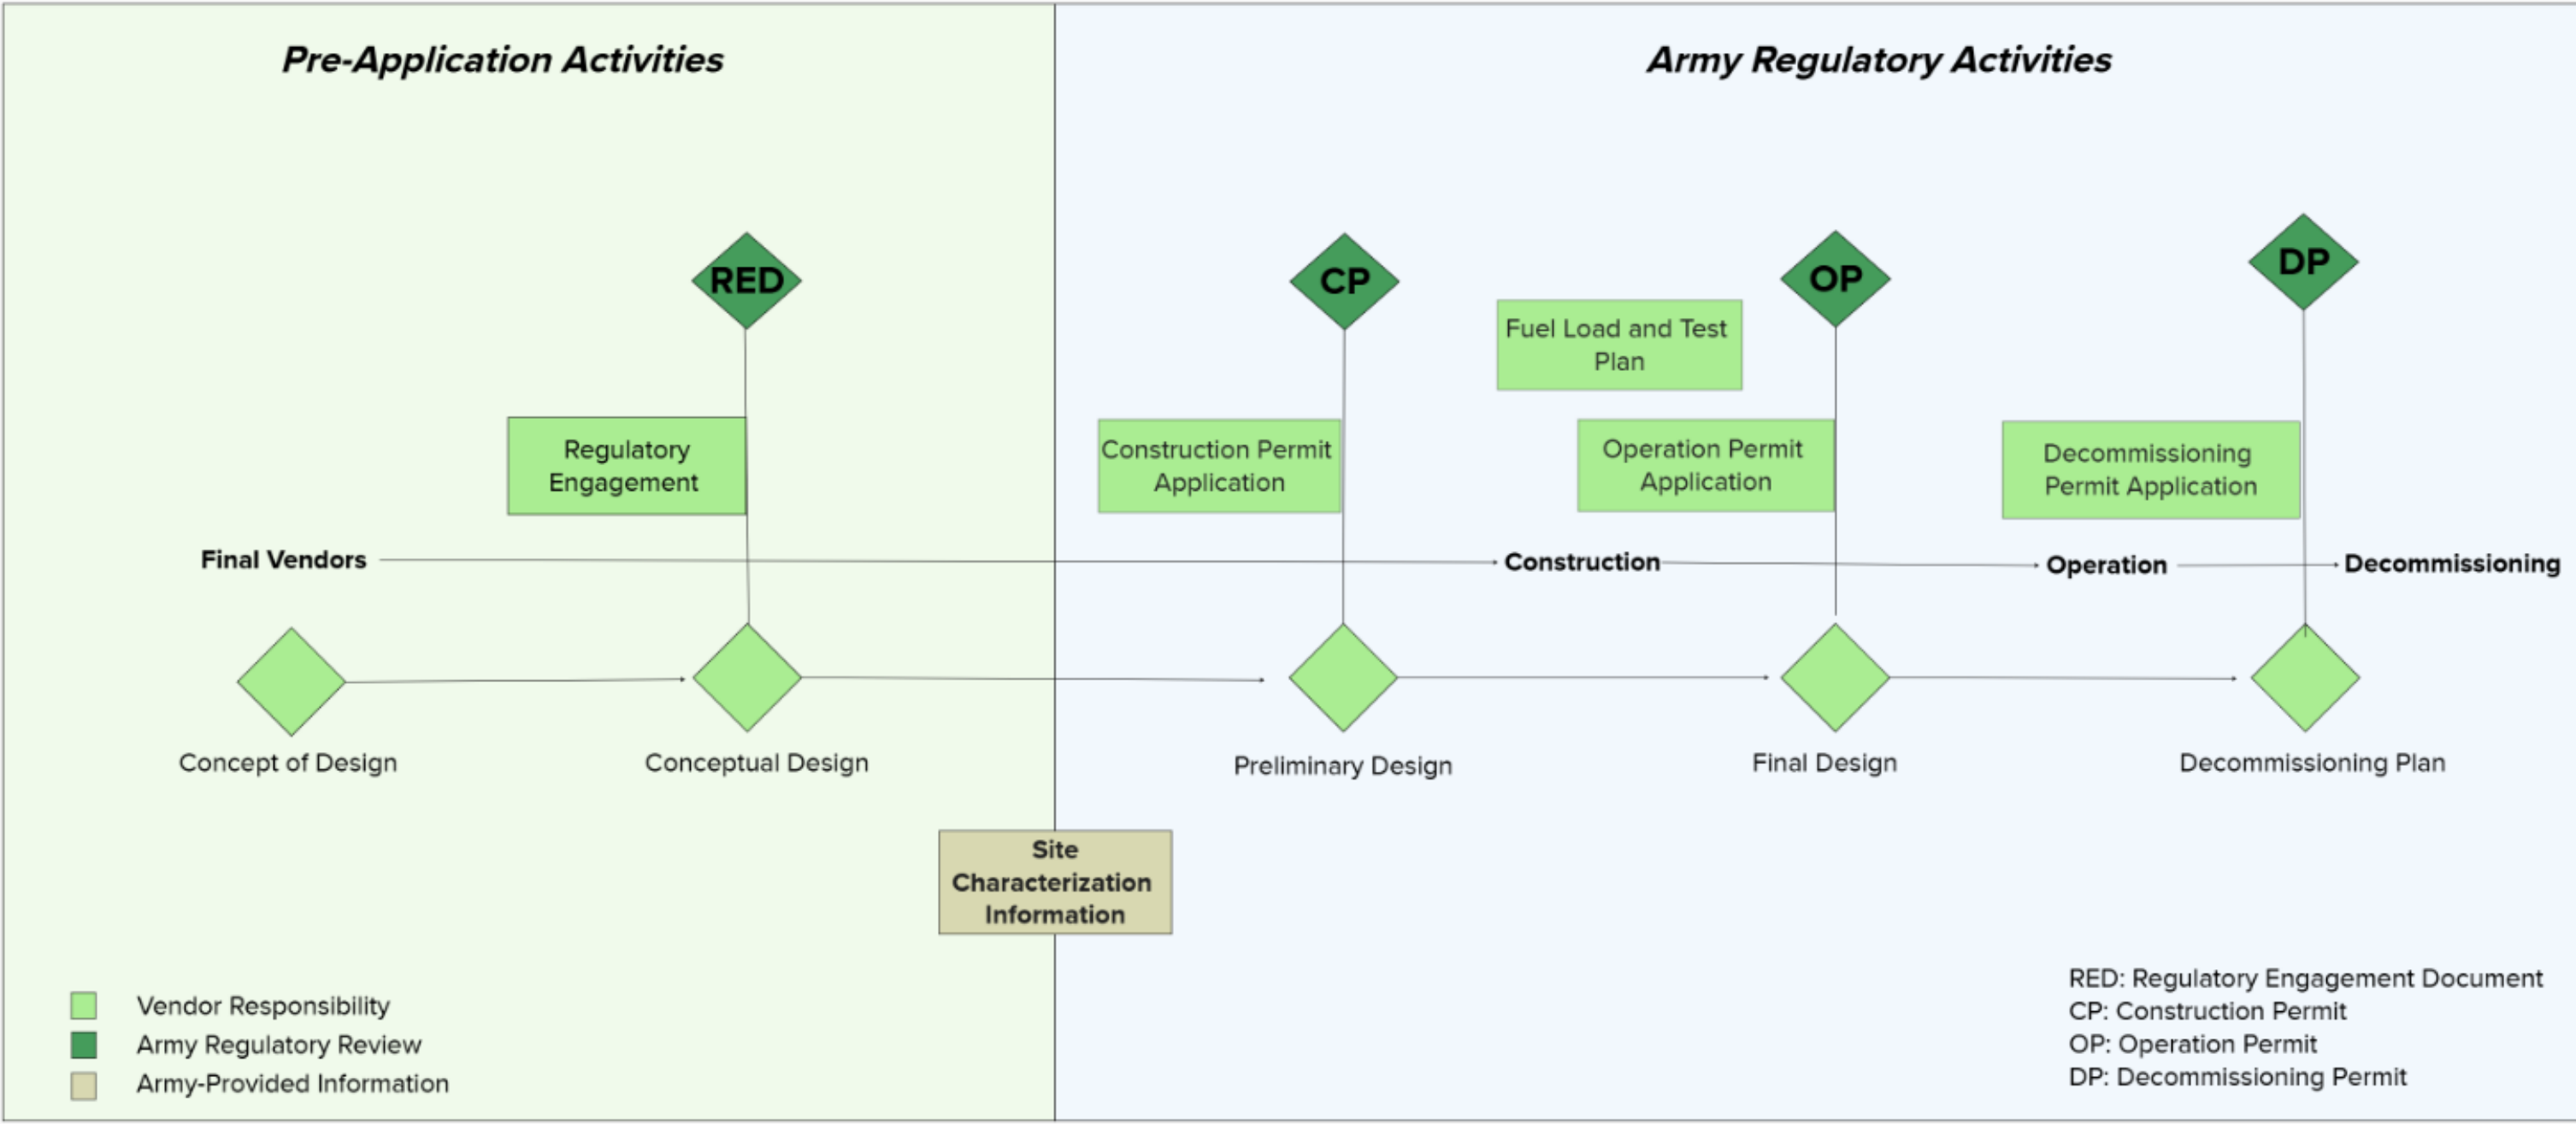 Pre-Application Activities
Army Regulatory Activities
RED
CP
OP
DP
Fuel Load and Test
Plan
Regulatory
Engagement
Construction Permit
Application
Operation Permit
Application
Decommissioning
Permit Application
Final Vendors
Construction
Operation
Decommissioning
Concept of Design
Conceptual Design
Preliminary Design
Final Design
Decommissioning Plan
Site
Characterization
Information
Vendor Responsibility
Army Regulatory Review
Army-Provided Information
RED: Regulatory Engagement Document
CP: Construction Permit
OP: Operation Permit
DP: Decommissioning Permit